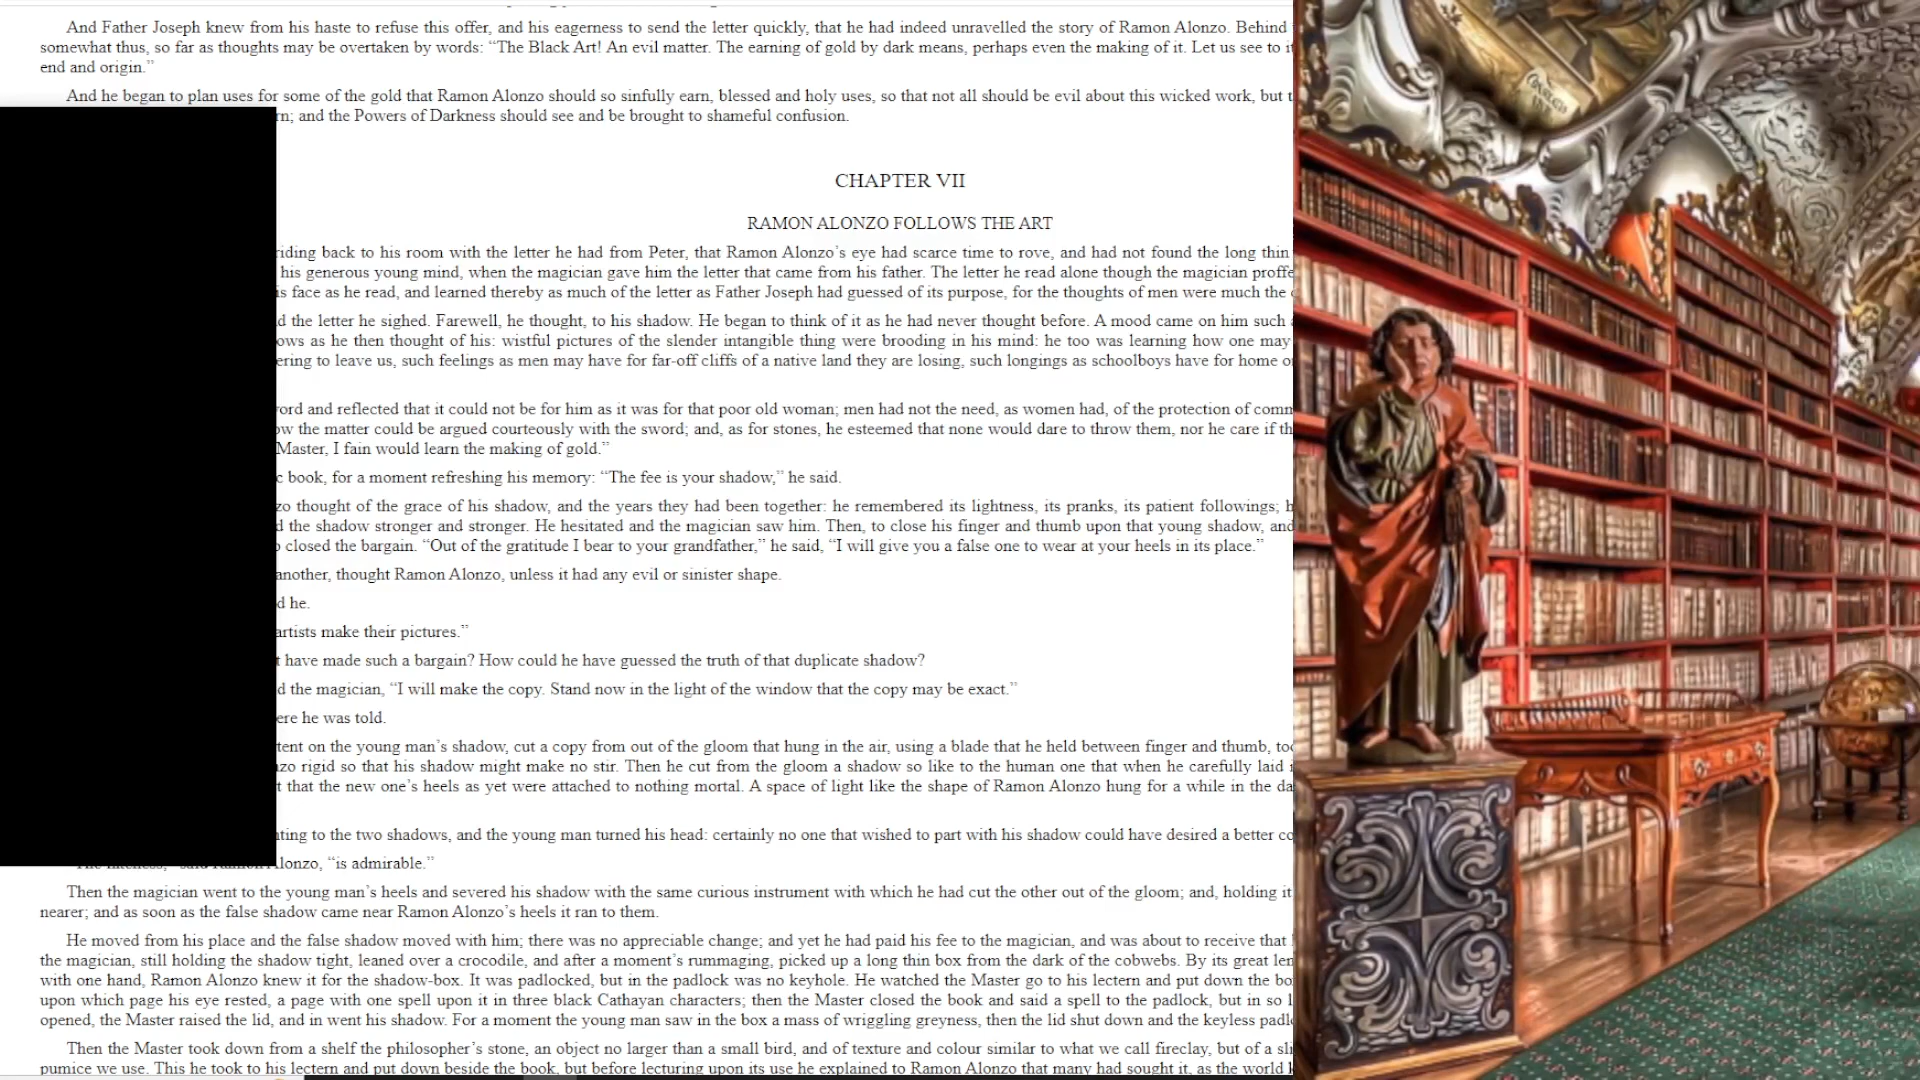 And Father Joseph knew from his haste to refuse this offer, and his eagerness to send the letter quickly, that he had indeed unravelled the story of Ramon Alonzo. Behind
somewhat thus, so far as thoughts may be overtaken by words: “The Black Art! An evil matter. The earning of gold by dark means, perhaps even the making of it. Let us see to i
end and origin.”
And he began to plan uses for some of the gold that Ramon Alonzo should so sinfully earn, blessed and holy uses, so that not all should be evil about this wicked work, but t
n; and the Powers of Darkness should see and be brought to shameful confusion.
CHAPTER VII
RAMON ALONZO FOLLOWS THE ART
iding back to his room with the letter he had from Peter, that Ramon Alonzo’s eye had scarce time to rove, and had not found the long thin
his generous young mind, when the magician gave him the letter that came from his father. The letter he read alone though the magician proffe
s face as he read, and learned thereby as much of the letter as Father Joseph had guessed of its purpose, for the thoughts of men were much the
d the letter he sighed. Farewell, he thought, to his shadow. He began to think of it as he had never thought before. A mood came on him such
ows as he then thought of his: wistful pictures of the slender intangible thing were brooding in his mind: he too was learning how one may
ering to leave us, such feelings as men may have for far-off cliffs of a native land they are losing, such longings as schoolboys have for home o
ord and reflected that it could not be for him as it was for that poor old woman; men had not the need, as women had, of the protection of comm
w the matter could be argued courteously with the sword; and, as for stones, he esteemed that none would dare to throw them, nor he care if th
Master, I fain would learn the making of gold.”
c book, for a moment refreshing his memory: “The fee is your shadow,” he said.
zo thought of the grace of his shadow, and the years they had been together: he remembered its lightness, its pranks, its patient followings; h
d the shadow stronger and stronger. He hesitated and the magician saw him. Then, to close his finger and thumb upon that young shadow, and
closed the bargain. “Out of the gratitude I bear to your grandfather,” he said, “I will give you a false one to wear at your heels in its place.”
another, thought Ramon Alonzo, unless it had any evil or sinister shape.
d he.
artists make their pictures.”
t have made such a bargain? How could he have guessed the truth of that duplicate shadow?
d the magician, “I will make the copy. Stand now in the light of the window that the copy may be exact.”
ere he was told.
tent on the young man’s shadow, cut a copy from out of the gloom that hung in the air, using a blade that he held between finger and thumb, too
zo rigid so that his shadow might make no stir. Then he cut from the gloom a shadow so like to the human one that when he carefully laid i
t that the new one’s heels as yet were attached to nothing mortal. A space of light like the shape of Ramon Alonzo hung for a while in the da
ting to the two shadows, and the young man turned his head: certainly no one that wished to part with his shadow could have desired a better co
lonzo, “is admirable.”
Then the magician went to the young man’s heels and severed his shadow with the same curious instrument with which he had cut the other out of the gloom; and, holding it
nearer; and as soon as the false shadow came near Ramon Alonzo’s heels it ran to them.
He moved from his place and the false shadow moved with him; there was no appreciable change; and yet he had paid his fee to the magician, and was about to receive that
the magician, still holding the shadow tight, leaned over a crocodile, and after a moment’s rummaging, picked up a long thin box from the dark of the cobwebs. By its great len
with one hand, Ramon Alonzo knew it for the shadow-box. It was padlocked, but in the padlock was no keyhole. He watched the Master go to his lectern and put down the bo
upon which page his eye rested, a page with one spell upon it in three black Cathayan characters; then the Master closed the book and said a spell to the padlock, but in so l
opened, the Master raised the lid, and in went his shadow. For a moment the young man saw in the box a mass of wriggling greyness, then the lid shut down and the keyless padl
Then the Master took down from a shelf the philosopher’s stone, an object no larger than a small bird, and of texture and colour similar to what we call fireclay, but of a sli
pumice we use. This he took to his lectern and put down beside the book, but before lecturing upon its use he explained to Ramon Alonzo that many had sought it, as the world